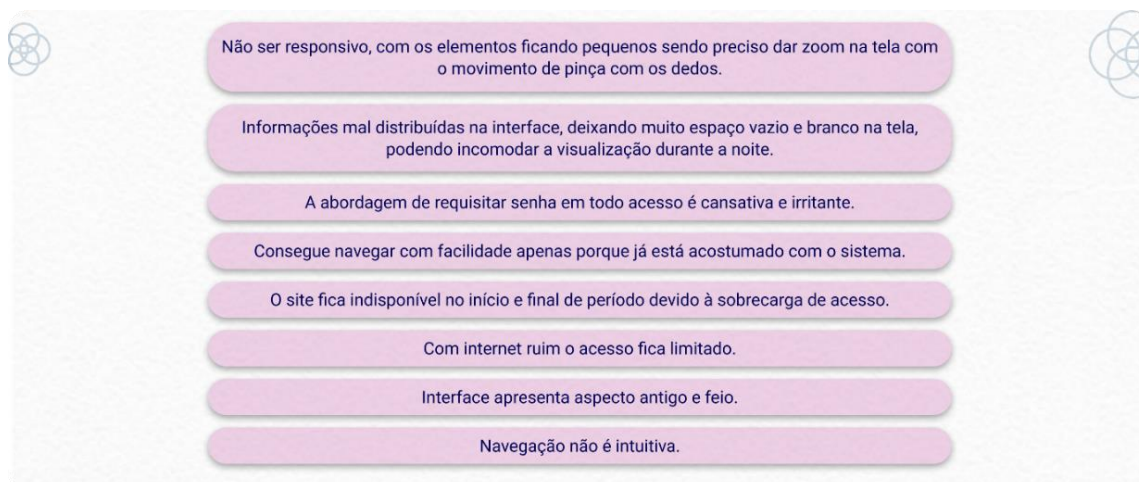 Não ser responsivo, com os elementos ficando pequenos sendo preciso dar zoom na tela com
o movimento de pinça com os dedos.
Informações mal distribuídas na interface, deixando muito espaço vazio e branco na tela,
podendo incomodar a visualização durante a noite.
A abordagem de requisitar senha em todo acesso é cansativa e irritante.
Consegue navegar com facilidade apenas porque já está acostumado com o sistema.
O site fica indisponível no início e final de período devido à sobrecarga de acesso.
Com internet ruim o acesso fica limitado.
Interface apresenta aspecto antigo e feio.
Navegação não é intuitiva.